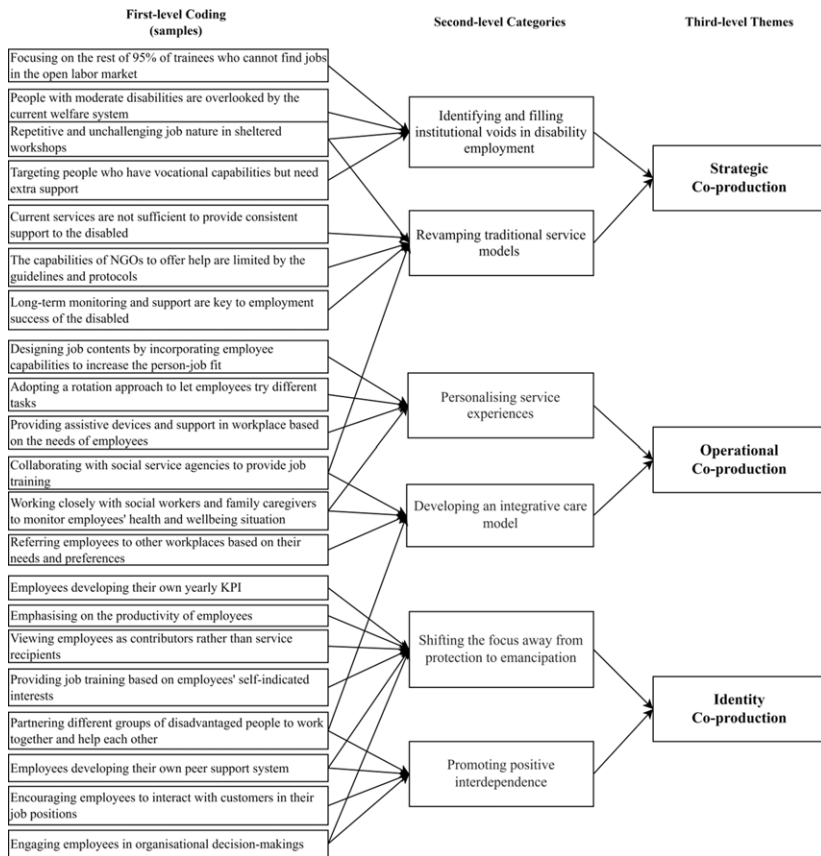 First-level Coding
(samples)
Second-level Categories
Third-level Themes
Focusing on the rest of 95% of trainees who cannot find jobs
in the open labor market
People with moderate disabilities are overlooked by the
current welfare system
Repetitive and unchallenging job nature in sheltered
workshops
Targeting people who have vocational capabilities but need
extra support
Current services are not sufficient to provide consistent
support to the disabled
The capabilities of NGOs to offer help are limited by the
guidelines and protocols
Long-term monitoring and support are key to employment
success of the disabled
Designing job contents by incorporating employee
capabilities to increase the person-job fit
Adopting a rotation approach to let employees try different
tasks
Providing assistive devices and support in workplace based
on the needs of employees
Collaborating with social service agencies to provide job
training
Working closely with social workers and family caregivers
to monitor employees' health and wellbeing situation
Referring employees to other workplaces based on their
needs and preferences
Employees developing their own yearly KPI
Emphasising on the productivity of employees
Viewing employees as contributors rather than service
recipients
Providing job training based on employees' self-indicated
interests
Partnering different groups of disadvantaged people to work
together and help each other
Employees developing their own peer support system
Encouraging employees to interact with customers in their
job positions
Engaging employees in organisational decision-makings
Identifying and filling
institutional voids in disability
employment
Revamping traditional service
models
Personalising service
experiences
Developing an integrative care
model
Shifting the focus away from
protection to emancipation
Promoting positive
interdependence
Strategic
Co-production
Operational
Co-production
Identity
Co-production